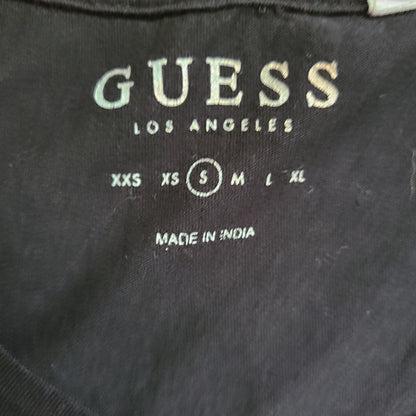 GUESS
LOS ANGELES
XXS XS S M L XL
MADE IN INDIA